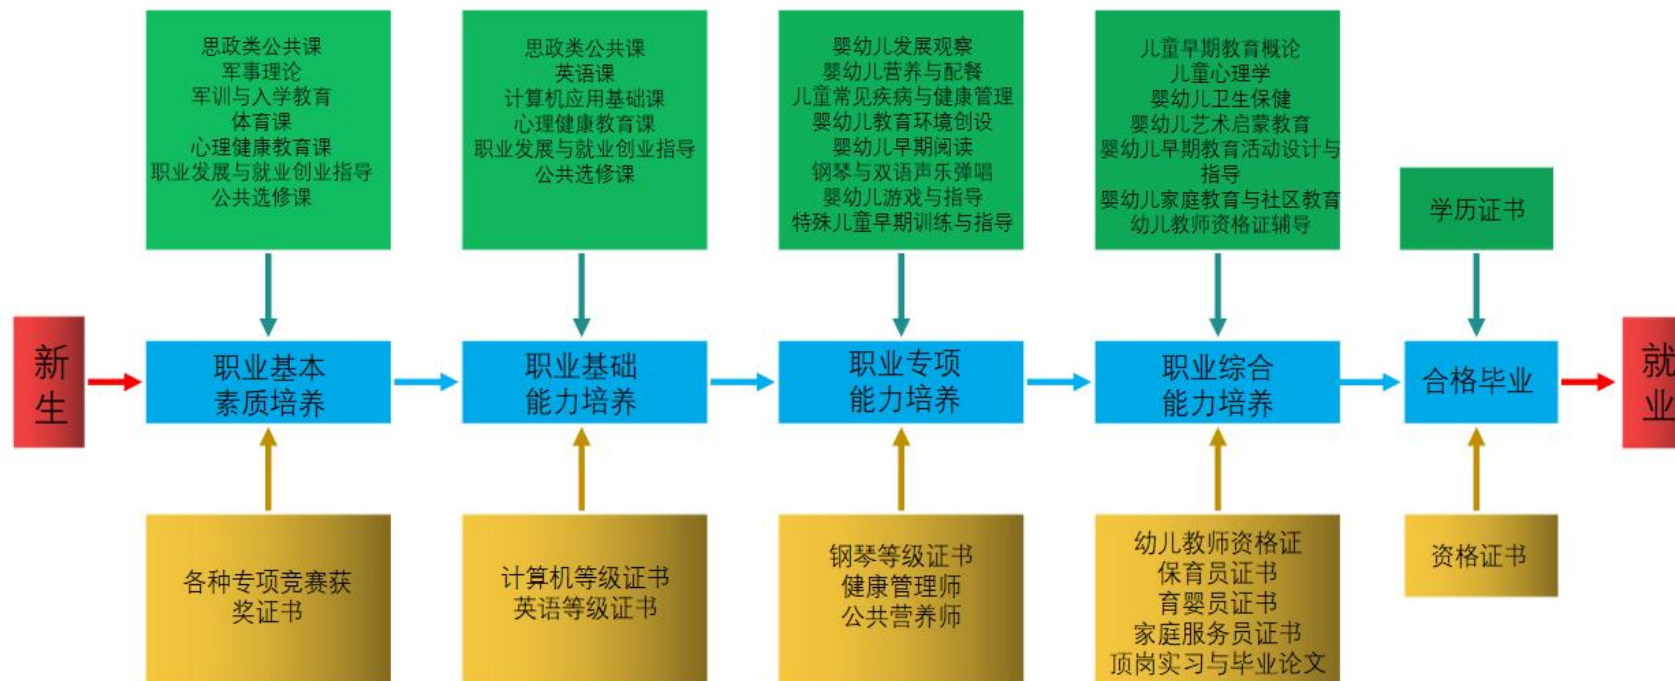 思政类公共课
军事理论
军训与入学教育
体育课
心理健康教育课
职业发展与就业创业指导
公共选修课
思政类公共课
英语课
计算机应用基础课
心理健康教育课
职业发展与就业创业指导
公共选修课
婴幼儿发展观察
婴幼儿营养与配餐
儿童常见疾病与健康管理
婴幼儿教育环境创设
婴幼儿早期阅读
钢琴与双语声乐弹唱
婴幼儿游戏与指导
特殊儿童早期训练与指导
儿童早期教育概论
儿童心理学
婴幼儿卫生保健
婴幼儿艺术启蒙教育
婴幼儿早期教育活动设计与
指导
婴幼儿家庭教育与社区教育
幼儿教师资格证辅导
学历证书
新
生
职业基本
素质培养
职业基础
能力培养
职业专项
能力培养
职业综合
能力培养
合格毕业
就
业
各种专项竞赛获
奖证书
计算机等级证书
英语等级证书
钢琴等级证书
健康管理师
公共营养师
幼儿教师资格证
保育员证书
育婴员证书
家庭服务员证书
顶岗实习与毕业论文
资格证书